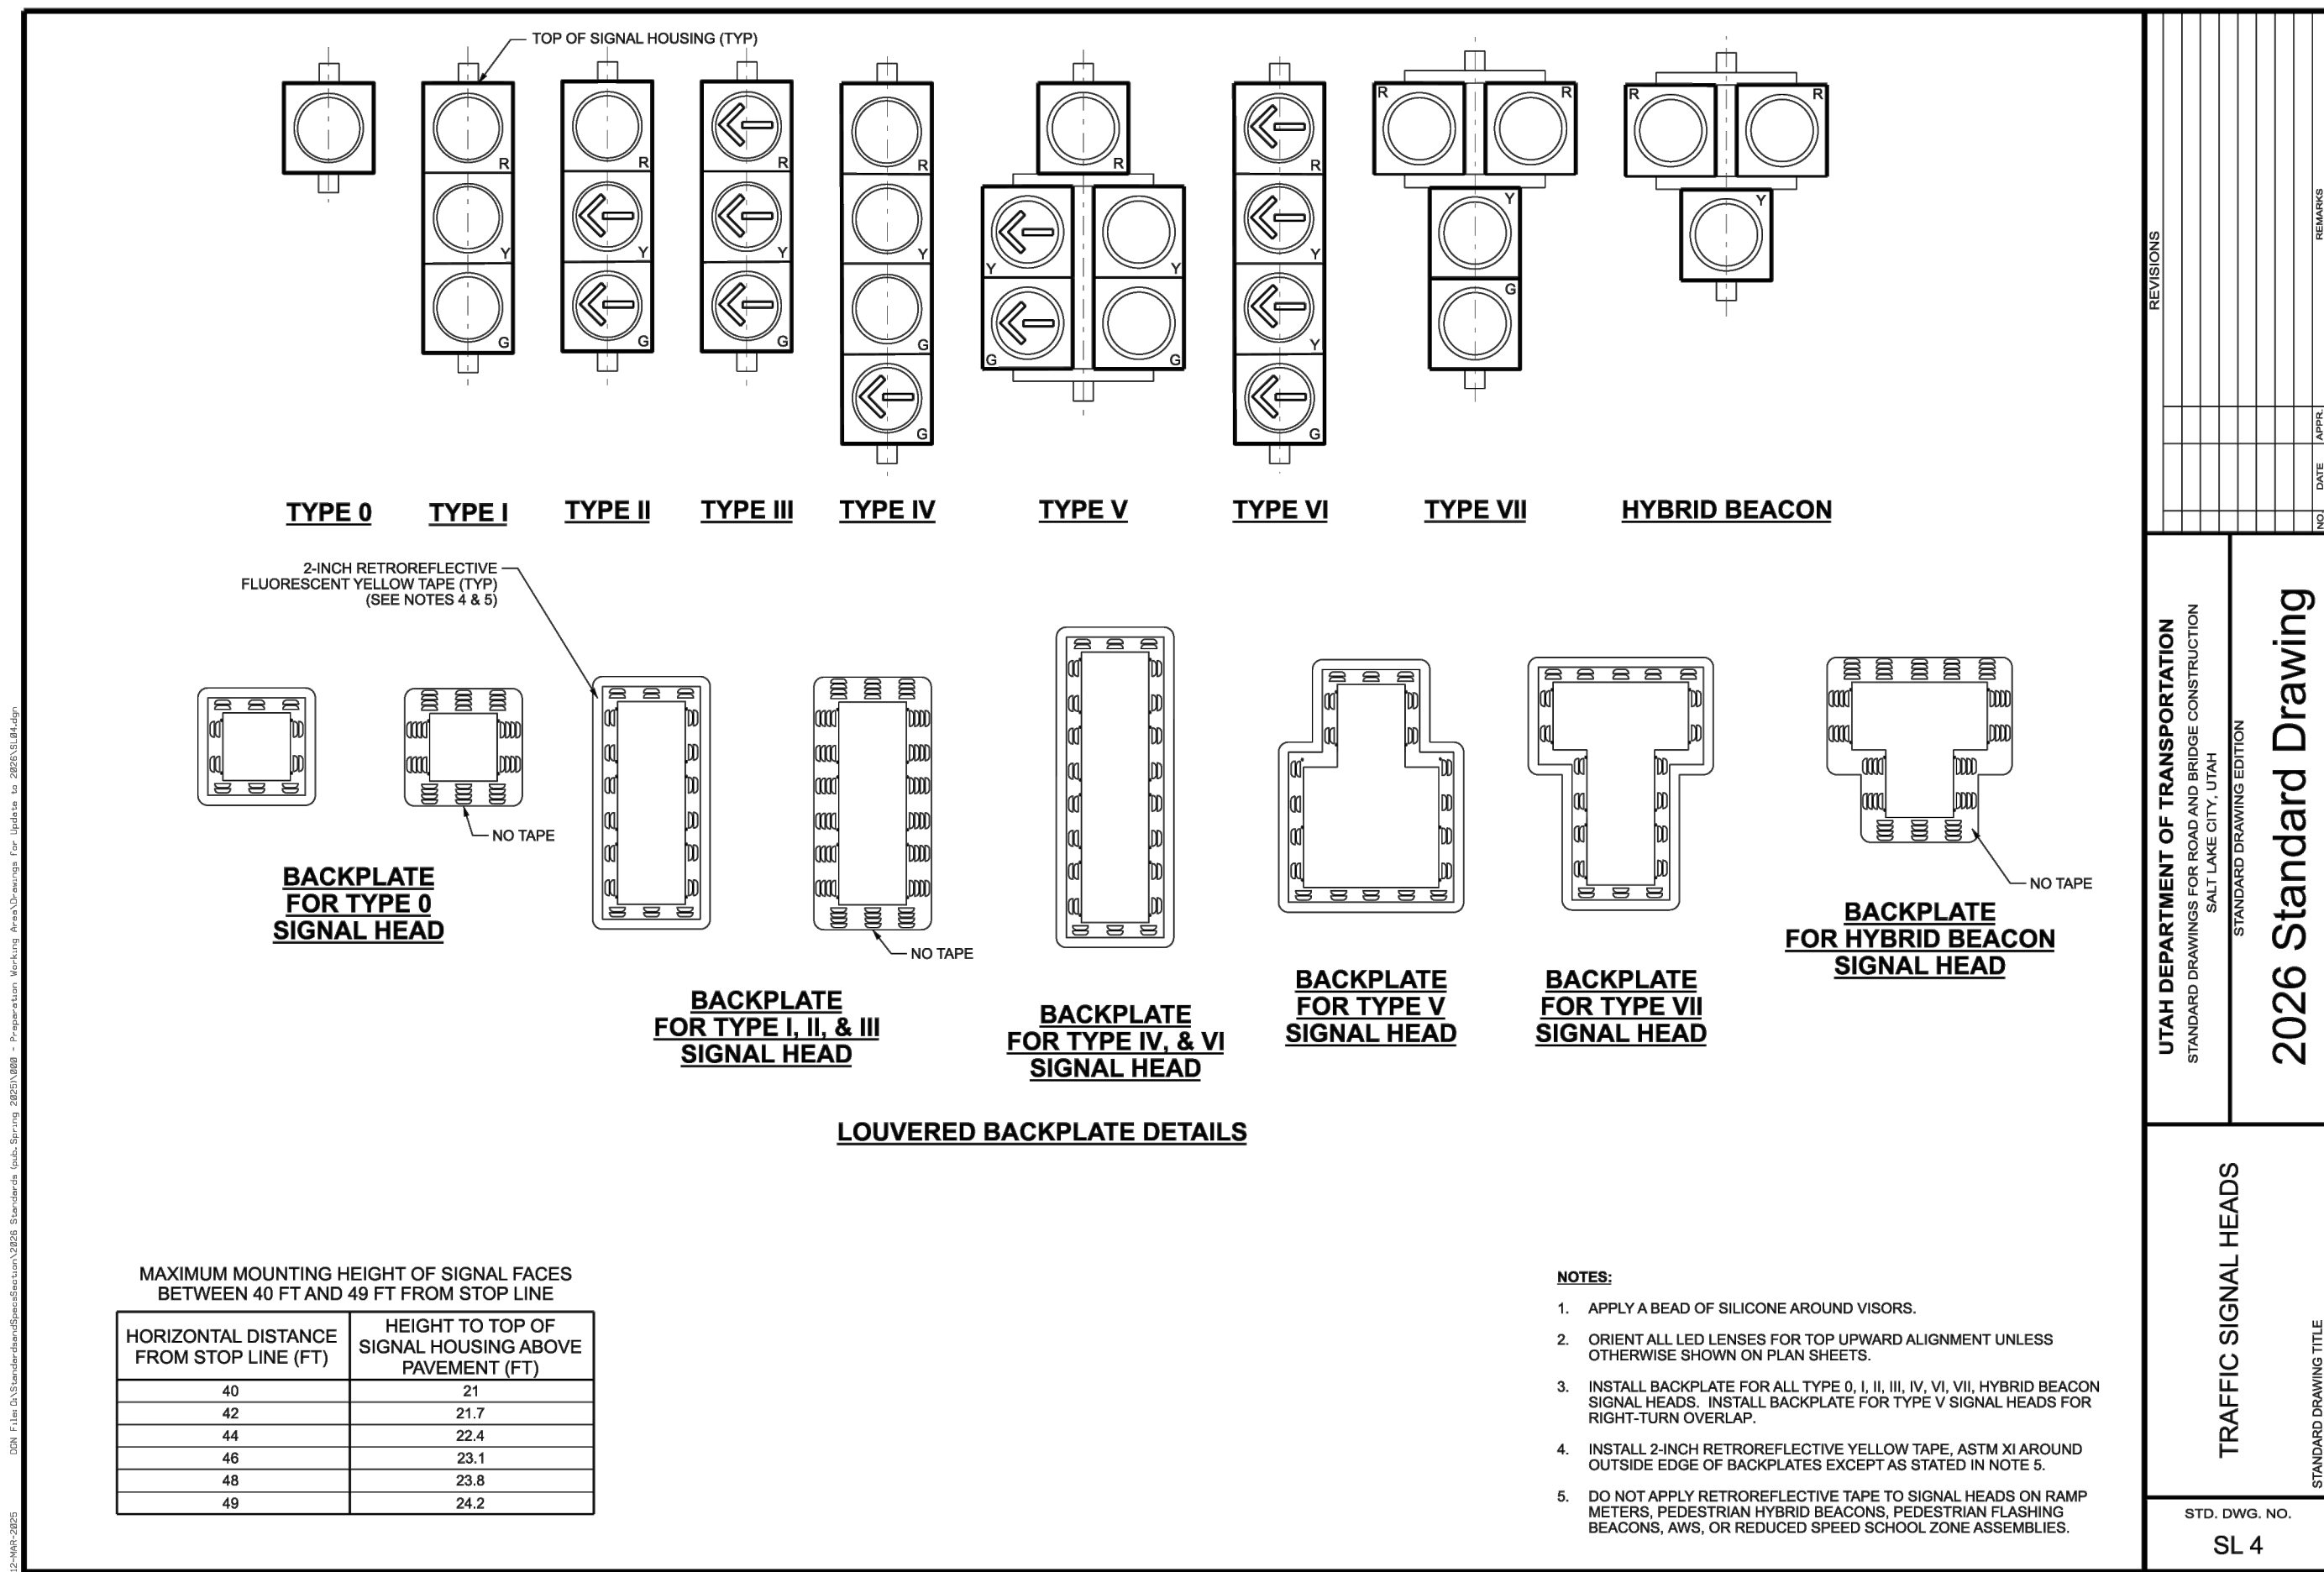 TOP OF SIGNAL HOUSING (TYP)
R
Y
G
R
Y
G
R
Y
G
R
Y
G
G
R
Y
Y
G
G
R
Y
Y
G
R
R
Y
G
R
R
Y
TYPE 0
TYPE I
TYPE II
TYPE III
TYPE IV
TYPE V
TYPE VI
TYPE VII
HYBRID BEACON
2-INCH RETROREFLECTIVE
FLUORESCENT YELLOW TAPE (TYP)
(SEE NOTES 4 & 5)
NO TAPE
BACKPLATE
FOR TYPE 0
SIGNAL HEAD
NO TAPE
BACKPLATE
FOR TYPE I, II, & III
SIGNAL HEAD
BACKPLATE
FOR TYPE IV, & VI
SIGNAL HEAD
BACKPLATE
FOR TYPE V
SIGNAL HEAD
BACKPLATE
FOR TYPE VII
SIGNAL HEAD
NO TAPE
BACKPLATE
FOR HYBRID BEACON
SIGNAL HEAD
LOUVERED BACKPLATE DETAILS
MAXIMUM MOUNTING HEIGHT OF SIGNAL FACES
BETWEEN 40 FT AND 49 FT FROM STOP LINE
HORIZONTAL DISTANCE
FROM STOP LINE (FT)
HEIGHT TO TOP OF
SIGNAL HOUSING ABOVE
PAVEMENT (FT)
40 21
42 21.7
44 22.4
46 23.1
48 23.8
49 24.2
NOTES:
1. APPLY A BEAD OF SILICONE AROUND VISORS.
2. ORIENT ALL LED LENSES FOR TOP UPWARD ALIGNMENT UNLESS
OTHERWISE SHOWN ON PLAN SHEETS.
3. INSTALL BACKPLATE FOR ALL TYPE 0, I, II, III, IV, VI, VII, HYBRID BEACON
SIGNAL HEADS. INSTALL BACKPLATE FOR TYPE V SIGNAL HEADS FOR
RIGHT-TURN OVERLAP.
4. INSTALL 2-INCH RETROREFLECTIVE YELLOW TAPE, ASTM XI AROUND
OUTSIDE EDGE OF BACKPLATES EXCEPT AS STATED IN NOTE 5.
5. DO NOT APPLY RETROREFLECTIVE TAPE TO SIGNAL HEADS ON RAMP
METERS, PEDESTRIAN HYBRID BEACONS, PEDESTRIAN FLASHING
BEACONS, AWS, OR REDUCED SPEED SCHOOL ZONE ASSEMBLIES.
REVISIONS
NO. DATE APPR. REMARKS
UTAH DEPARTMENT OF TRANSPORTATION
STANDARD DRAWINGS FOR ROAD AND BRIDGE CONSTRUCTION
SALT LAKE CITY, UTAH
STANDARD DRAWING EDITION
2026 Standard Drawing
TRAFFIC SIGNAL HEADS
STANDARD DRAWING TITLE
STD. DWG. NO.
SL 4
12-MAR-2025